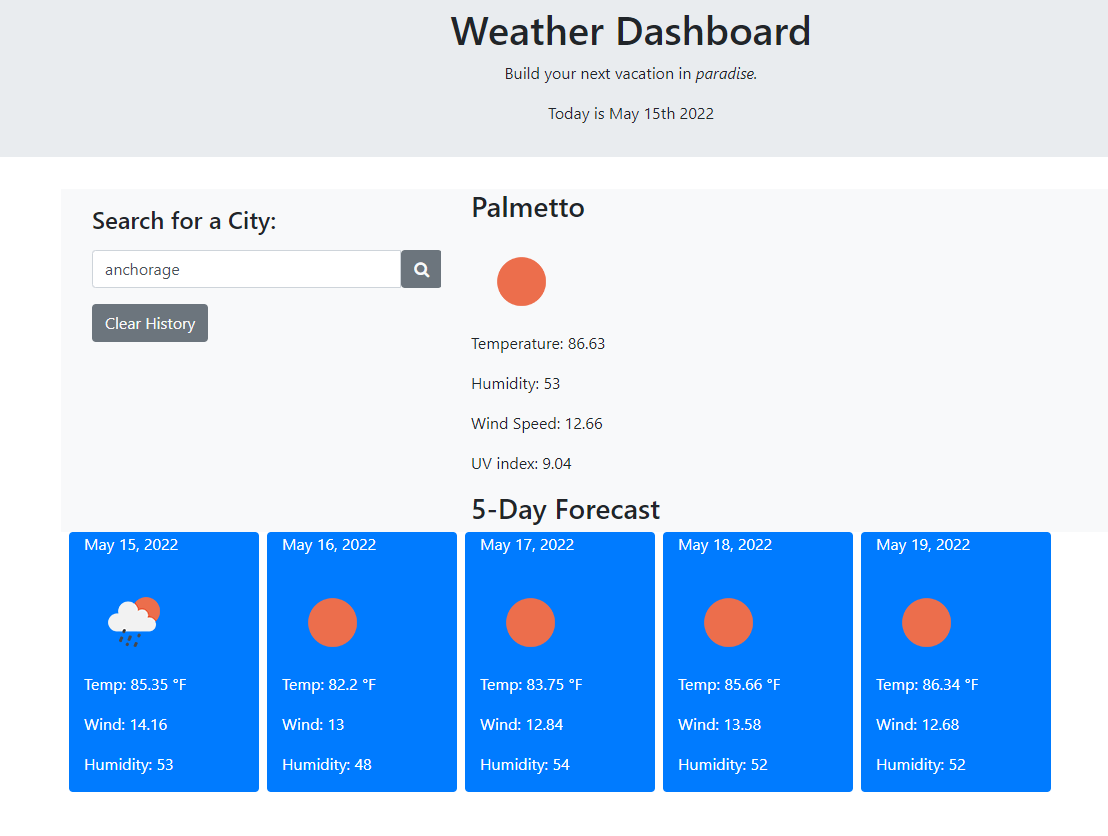 Weather Dashboard
Build your next vacation in paradise.
Today is May 15th 2022
Search for a City:
anchorage
Clear History
Palmetto
Temperature: 86.63
Humidity: 53
Wind Speed: 12.66
UV index: 9.04
5-Day Forecast
May 15, 2022
Temp: 85.35 °F
Wind: 14.16
Humidity: 53
May 16, 2022
Temp: 82.2 °F
Wind: 13
Humidity: 48
May 17, 2022
Temp: 83.75 °F
Wind: 12.84
Humidity: 54
May 18, 2022
Temp: 85.66 °F
Wind: 13.58
Humidity: 52
May 19, 2022
Temp: 86.34 °F
Wind: 12.68
Humidity: 52